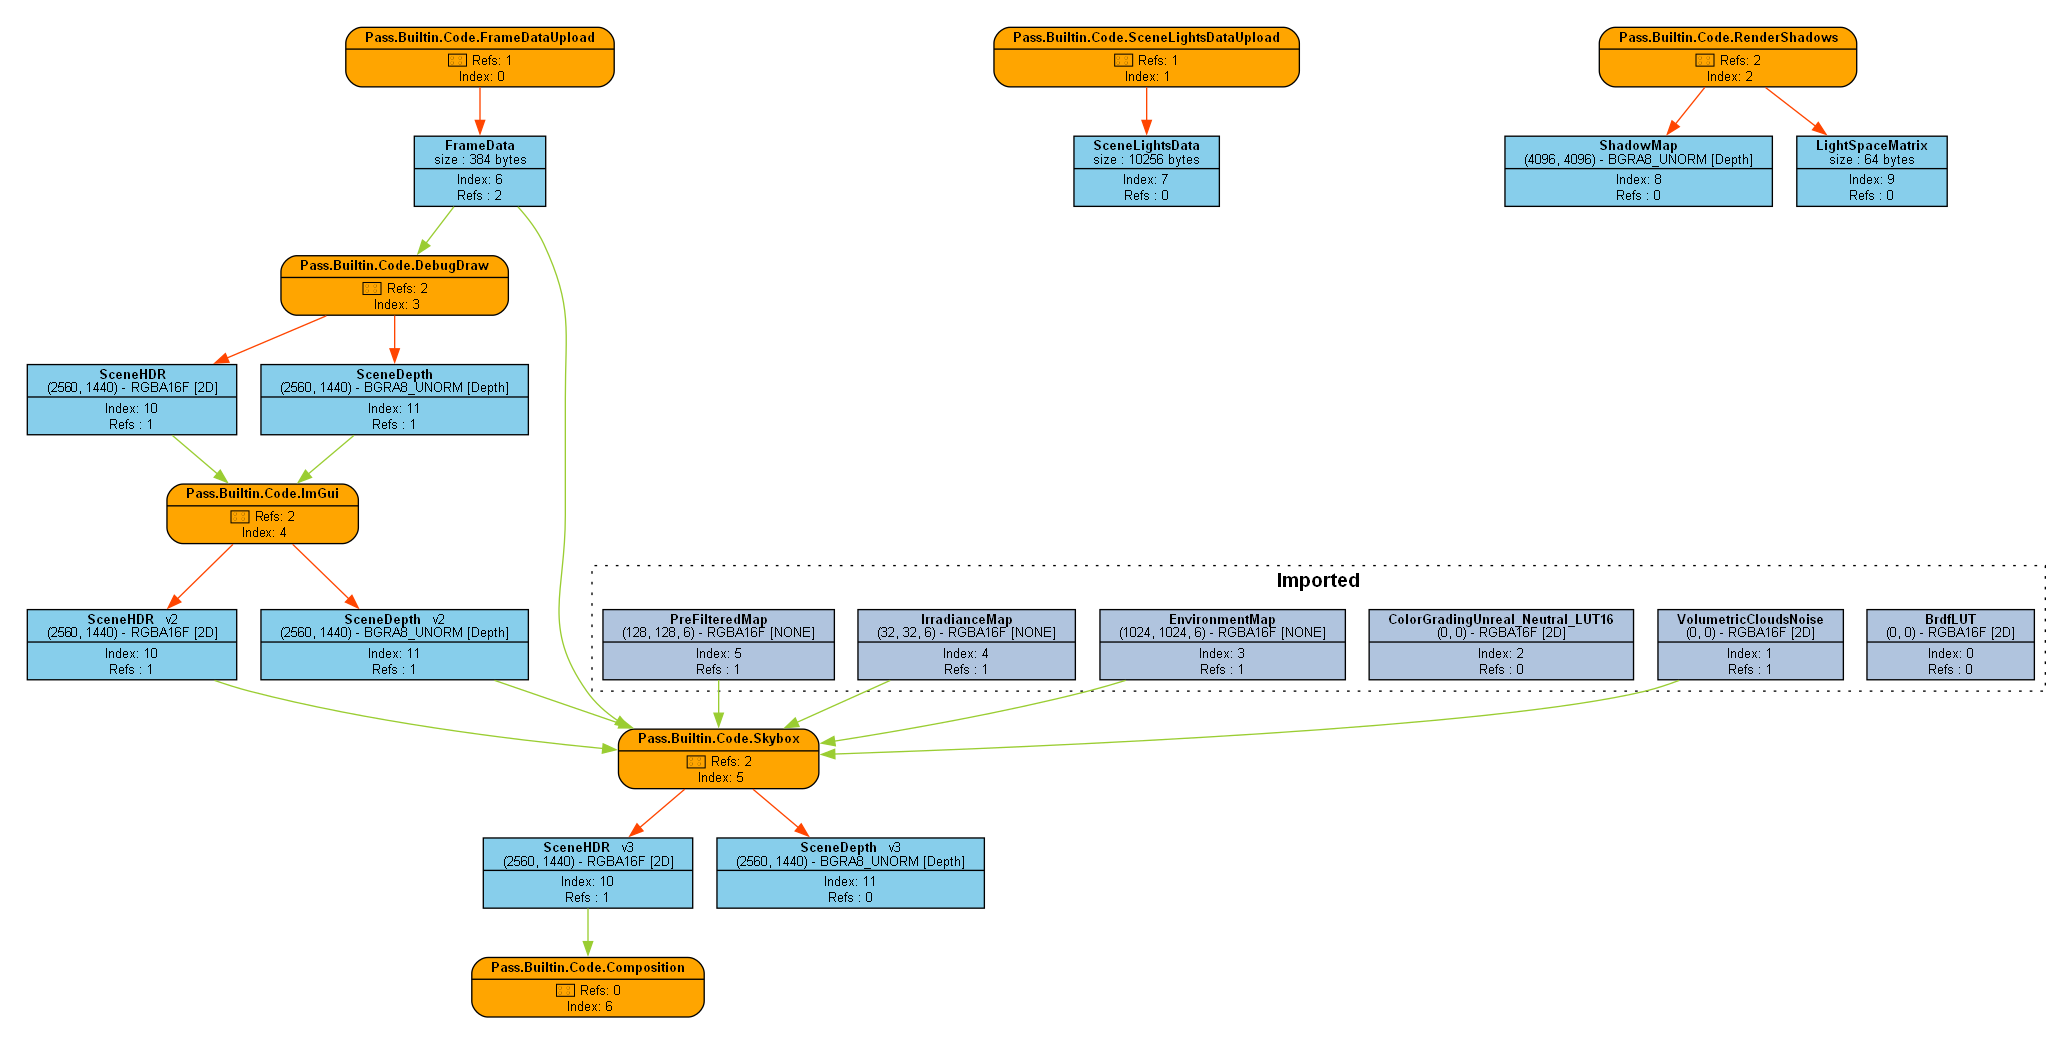 Pass.Builtin.Code.FrameDataUpload
Refs: 1
Index: 0
Pass.Builtin.Code.SceneLightsDataUpload
Refs: 1
Index: 1
Pass.Builtin.Code.RenderShadows
Refs: 2
Index: 2
FrameData
size : 384 bytes
Index: 6
Refs : 2
SceneLightsData
size : 10256 bytes
Index: 7
Refs : 0
ShadowMap
(4096, 4096) - BGRA8_UNORM [Depth]
Index: 8
Refs : 0
LightSpaceMatrix
size : 64 bytes
Index: 9
Refs : 0
Pass.Builtin.Code.DebugDraw
Refs: 2
Index: 3
SceneHDR
(2560, 1440) - RGBA16F [2D]
Index: 10
Refs : 1
SceneDepth
(2560, 1440) - BGRA8_UNORM [Depth]
Index: 11
Refs : 1
Pass.Builtin.Code.ImGui
Refs: 2
Index: 4
Imported
SceneHDR v2
(2560, 1440) - RGBA16F [2D]
Index: 10
Refs : 1
SceneDepth v2
(2560, 1440) - BGRA8_UNORM [Depth]
Index: 11
Refs : 1
PreFilteredMap
(128, 128, 6) - RGBA16F [NONE]
Index: 5
Refs : 1
IrradianceMap
(32, 32, 6) - RGBA16F [NONE]
Index: 4
Refs : 1
EnvironmentMap
(1024, 1024, 6) - RGBA16F [NONE]
Index: 3
Refs : 1
ColorGradingUnreal_Neutral_LUT16
(0, 0) - RGBA16F [2D]
Index: 2
Refs : 0
VolumetricCloudsNoise
(0, 0) - RGBA16F [2D]
Index: 1
Refs : 1
BrdfLUT
(0, 0) - RGBA16F [2D]
Index: 0
Refs : 0
Pass.Builtin.Code.Skybox
Refs: 2
Index: 5
SceneHDR v3
(2560, 1440) - RGBA16F [2D]
Index: 10
Refs : 1
SceneDepth v3
(2560, 1440) - BGRA8_UNORM [Depth]
Index: 11
Refs : 0
Pass.Builtin.Code.Composition
Refs: 0
Index: 6